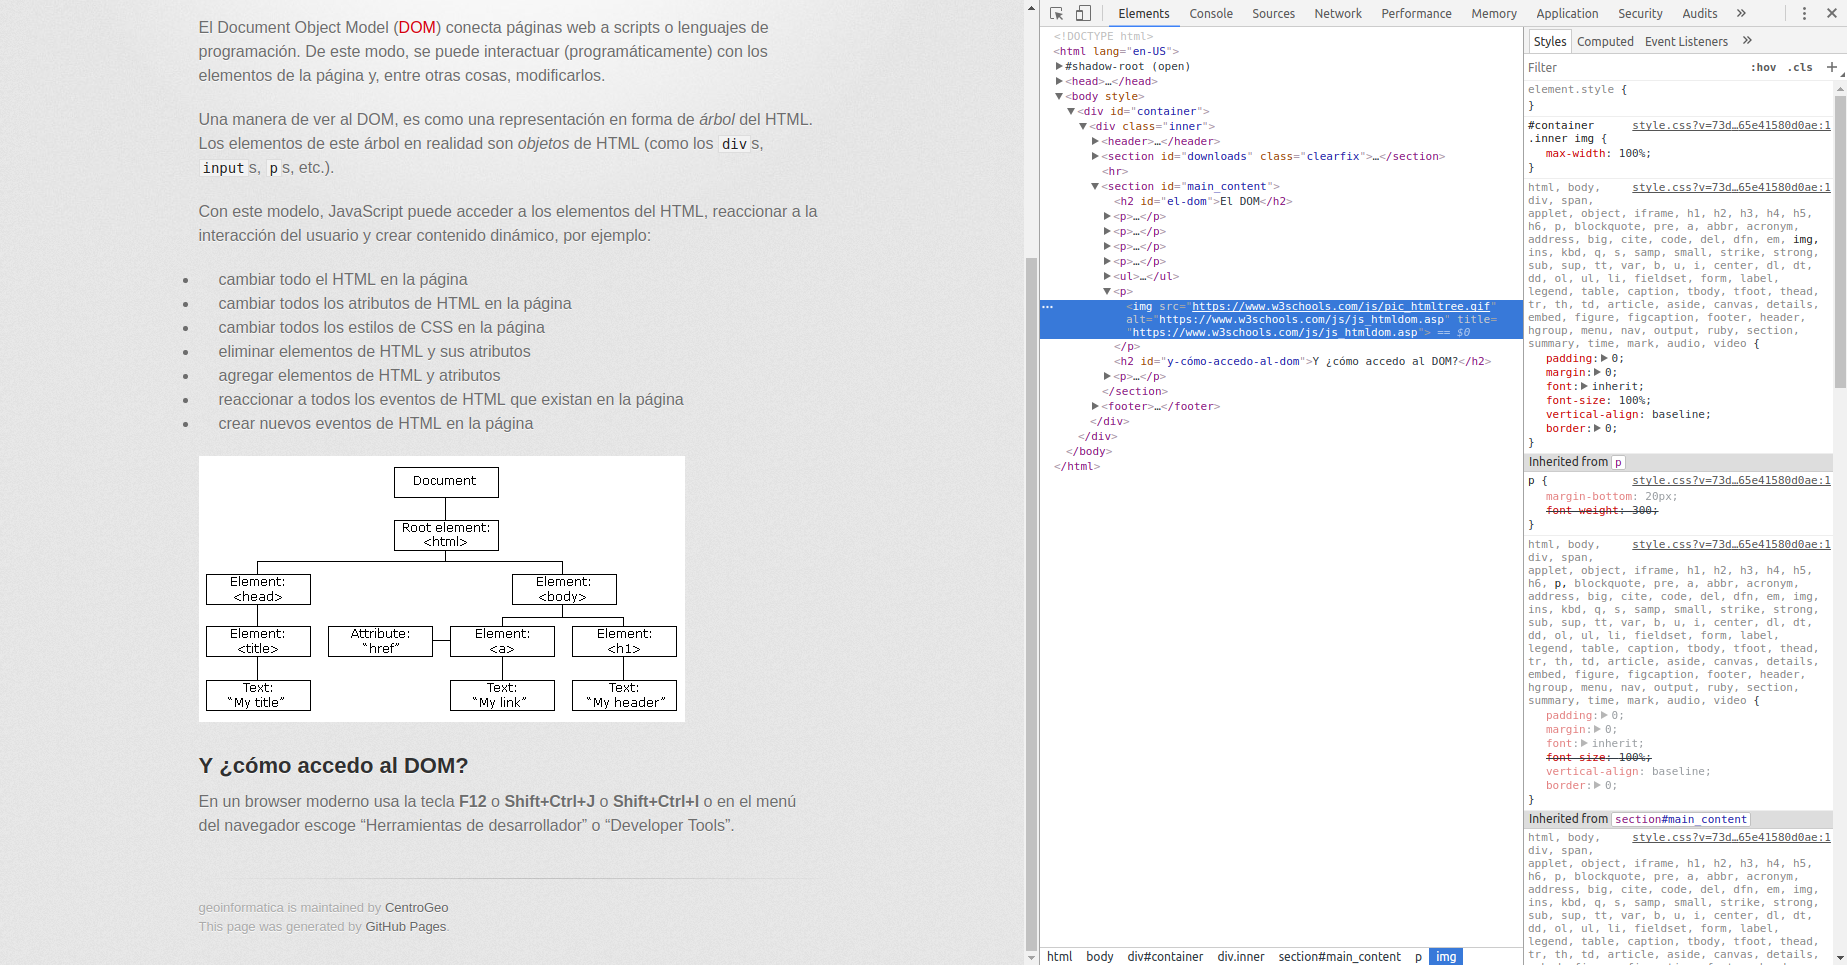 El Document Object Model (DOM) conecta páginas web a scripts o lenguajes de
programación. De este modo, se puede interactuar (programáticamente) con los
elementos de la página y, entre otras cosas, modificarlos.
Una manera de ver al DOM, es como una representación en forma de árbol del HTML.
Los elementos de este árbol en realidad son objetos de HTML (como los div s,
input s, p s, etc.).
Con este modelo, JavaScript puede acceder a los elementos del HTML, reaccionar a la
interacción del usuario y crear contenido dinámico, por ejemplo:
• cambiar todo el HTML en la página
• cambiar todos los atributos de HTML en la página
• cambiar todos los estilos de CSS en la página
• eliminar elementos de HTML y sus atributos
• agregar elementos de HTML y atributos
• reaccionar a todos los eventos de HTML que existan en la página
• crear nuevos eventos de HTML en la página
Document
Root element:
<html>
Element:
<head>
Element:
<body>
Element:
<title>
Attribute:
“href”
Element:
<a>
Element:
<h1>
Text:
“My title”
Text:
“My link”
Text:
“My header”
Y ¿cómo accedo al DOM?
En un browser moderno usa la tecla F12 o Shift+Ctrl+J o Shift+Ctrl+I o en el menú
del navegador escoge “Herramientas de desarrollador” o “Developer Tools”.
geoinformatica is maintained by CentroGeo
This page was generated by GitHub Pages.
Elements Console Sources Network Performance Memory Application Security Audits »
<!DOCTYPE html>
<html lang="en-US">
▶#shadow-root (open)
▶<head>…</head>
▼<body style>
▼<div id="container">
▼<div class="inner">
▶<header>…</header>
▶<section id="downloads" class="clearfix">…</section>
<hr>
▼<section id="main_content">
<h2 id="el-dom">El DOM</h2>
▶<p>…</p>
▶<p>…</p>
▶<p>…</p>
▶<p>…</p>
▶<ul>…</ul>
▼<p>
<img src="https://www.w3schools.com/js/pic_htmltree.gif"
alt="https://www.w3schools.com/js/js_htmldom.asp" title=
"https://www.w3schools.com/js/js_htmldom.asp"> == $0
</p>
<h2 id="y-cómo-accedo-al-dom">Y ¿cómo accedo al DOM?</h2>
▶<p>…</p>
</section>
▶<footer>…</footer>
</div>
</div>
</body>
</html>
html body div#container div.inner section#main_content p img
Styles Computed Event Listeners »
Filter :hov .cls +
element.style {
}
#container style.css?v=73d…65e41580d0ae:1
.inner img {
max-width: 100%;
}
html, body, style.css?v=73d…65e41580d0ae:1
div, span,
applet, object, iframe, h1, h2, h3, h4, h5,
h6, p, blockquote, pre, a, abbr, acronym,
address, big, cite, code, del, dfn, em, img,
ins, kbd, q, s, samp, small, strike, strong,
sub, sup, tt, var, b, u, i, center, dl, dt,
dd, ol, ul, li, fieldset, form, label,
legend, table, caption, tbody, tfoot, thead,
tr, th, td, article, aside, canvas, details,
embed, figure, figcaption, footer, header,
hgroup, menu, nav, output, ruby, section,
summary, time, mark, audio, video {
padding:▶0;
margin:▶0;
font:▶inherit;
font-size: 100%;
vertical-align: baseline;
border:▶0;
}
Inherited from p
p { style.css?v=73d…65e41580d0ae:1
margin-bottom: 20px;
font-weight: 300;
}
html, body, style.css?v=73d…65e41580d0ae:1
div, span,
applet, object, iframe, h1, h2, h3, h4, h5,
h6, p, blockquote, pre, a, abbr, acronym,
address, big, cite, code, del, dfn, em, img,
ins, kbd, q, s, samp, small, strike, strong,
sub, sup, tt, var, b, u, i, center, dl, dt,
dd, ol, ul, li, fieldset, form, label,
legend, table, caption, tbody, tfoot, thead,
tr, th, td, article, aside, canvas, details,
embed, figure, figcaption, footer, header,
hgroup, menu, nav, output, ruby, section,
summary, time, mark, audio, video {
padding:▶0;
margin:▶0;
font:▶inherit;
font-size: 100%;
vertical-align: baseline;
border:▶0;
}
Inherited from section#main_content
html, body, style.css?v=73d…65e41580d0ae:1
div, span,
applet, object, iframe, h1, h2, h3, h4, h5,
h6, p, blockquote, pre, a, abbr, acronym,
address, big, cite, code, del, dfn, em, img,
ins, kbd, q, s, samp, small, strike, strong,
sub, sup, tt, var, b, u, i, center, dl, dt,
dd, ol, ul, li, fieldset, form, label,
legend, table, caption, tbody, tfoot, thead,
tr, th, td, article, aside, canvas, details,